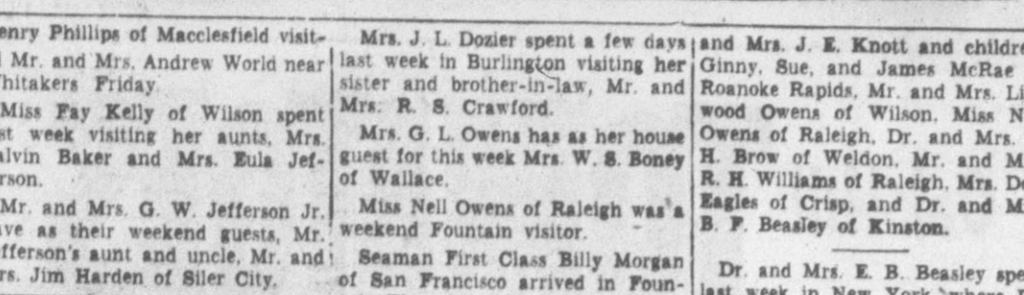 enry Phillips of Macclesfield visit-
Mr. and Mrs. Andrew World near
hitakers Friday.
Miss Fay Kelly of Wilson spent
st week visiting her aunts, Mrs.
alvin Baker and Mrs. Eula Jef-
rson.
Mr. and Mrs. G. W. Jefferson Jr.
ave as their weekend guests, Mr.
efferson's aunt and uncle, Mr. and
rs. Jim Harden of Siler City.
Mrs. J. L. Dozier spent a few days
last week in Burlington visiting her
sister and brother-in-law, Mr. and
Mrs. R. S. Crawford.
Mrs. G. L. Owens has as her house
guest for this week Mrs. W. S. Boney
of Wallace.
Miss Nell Owens of Raleigh was a
weekend Fountain visitor.
Seaman First Class Billy Morgan
of San Francisco arrived in Foun-
and Mrs. J. E. Knott and childre
Ginny, Sue, and James McRae
Roanoke Rapids, Mr. and Mrs. Li
wood Owens of Wilson, Miss N
Owens of Raleigh, Dr. and Mrs.
H. Brow of Weldon, Mr. and M
R. H. Williams of Raleigh, Mrs. De
Eagles of Crisp, and Dr. and M
B. F. Beasley of Kinston.
Dr. and Mrs. E. B. Beasley spe
last week in New York where